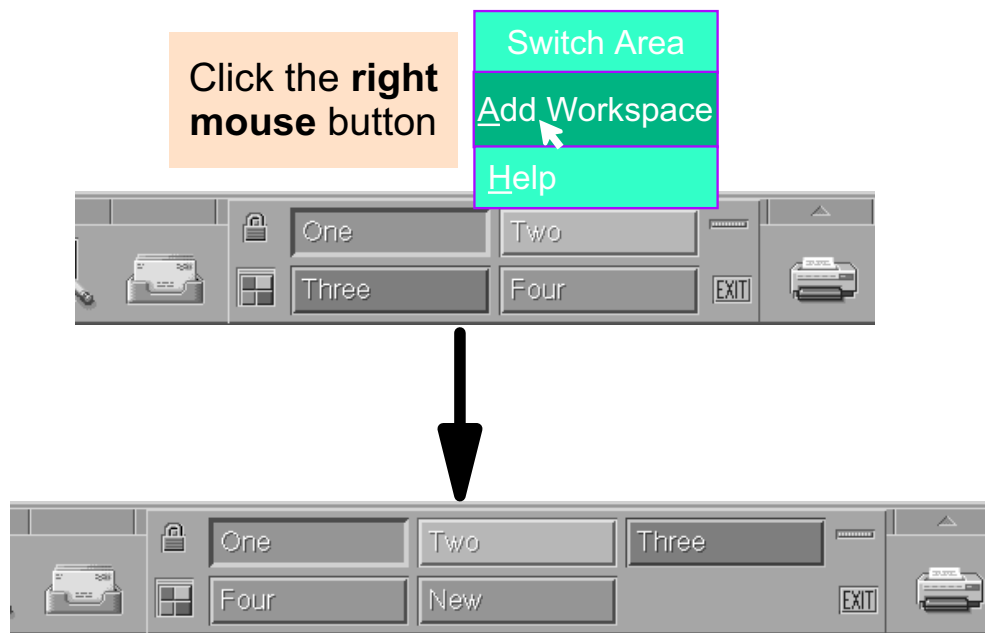 Switch Area
Click the right
mouse button
Add Workspace
Help
One
Two
Three
Four
EXIT
One
Two
Three
Four
New
EXIT